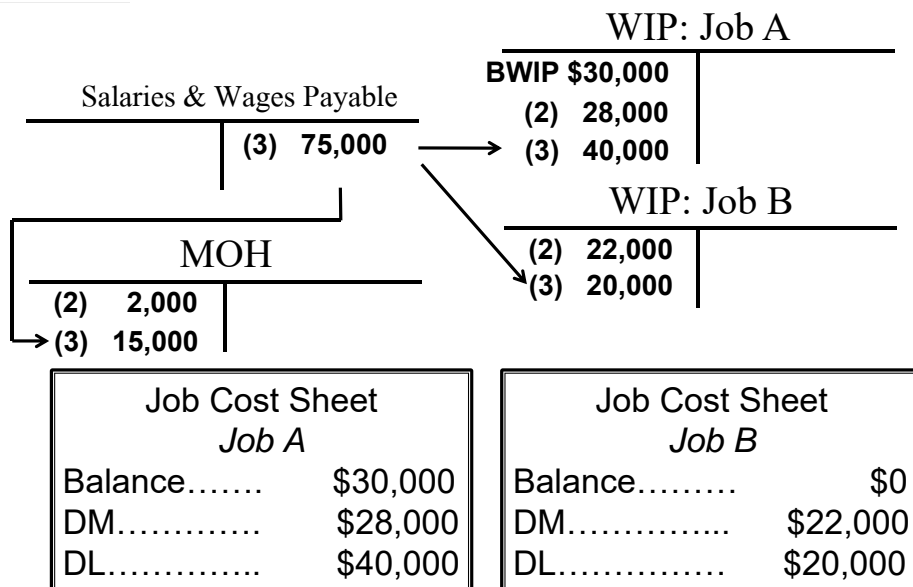 WIP: Job A
BWIP $30,000
(2) 28,000
(3) 40,000
Salaries & Wages Payable
(3) 75,000
WIP: Job B
(2) 22,000
(3) 20,000
MOH
(2) 2,000
(3) 15,000
Job Cost Sheet
Job A
Balance……. $30,000
DM………….. $28,000
DL………….. $40,000
Job Cost Sheet
Job B
Balance……… $0
DM…………... $22,000
DL…………… $20,000